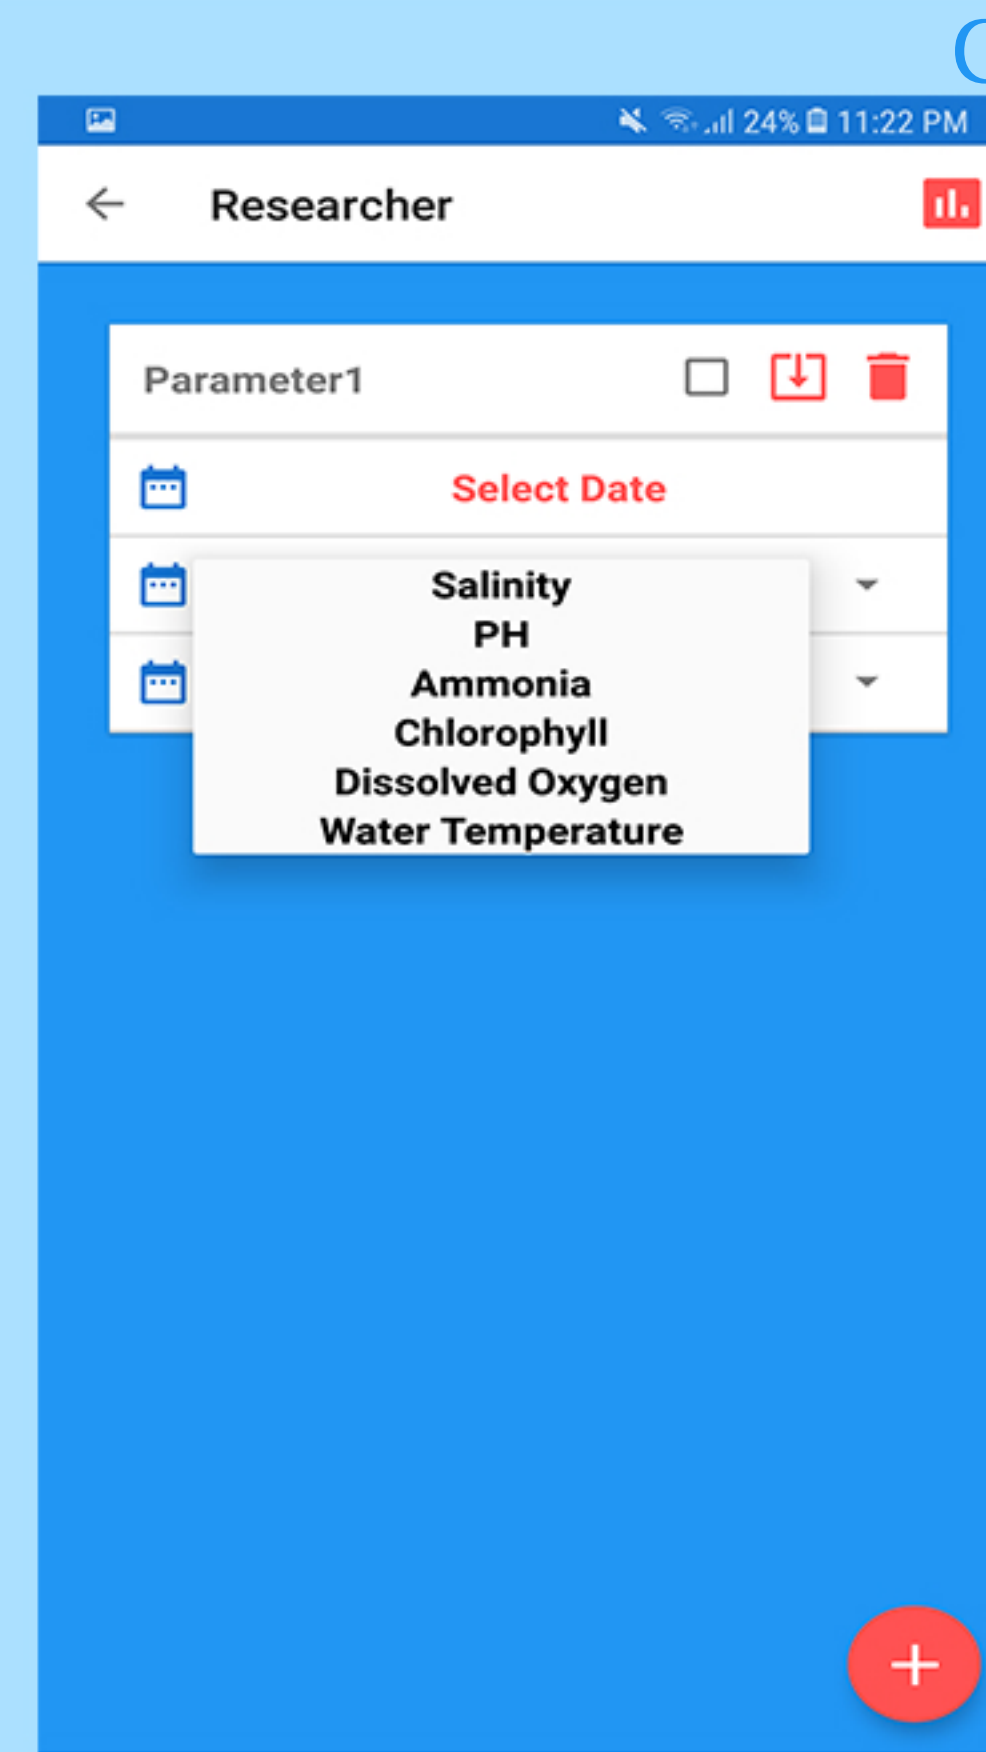 24% 11:22 PM
Researcher
Parameter1
Select Date
Salinity
PH
Ammonia
Chlorophyll
Dissolved Oxygen
Water Temperature